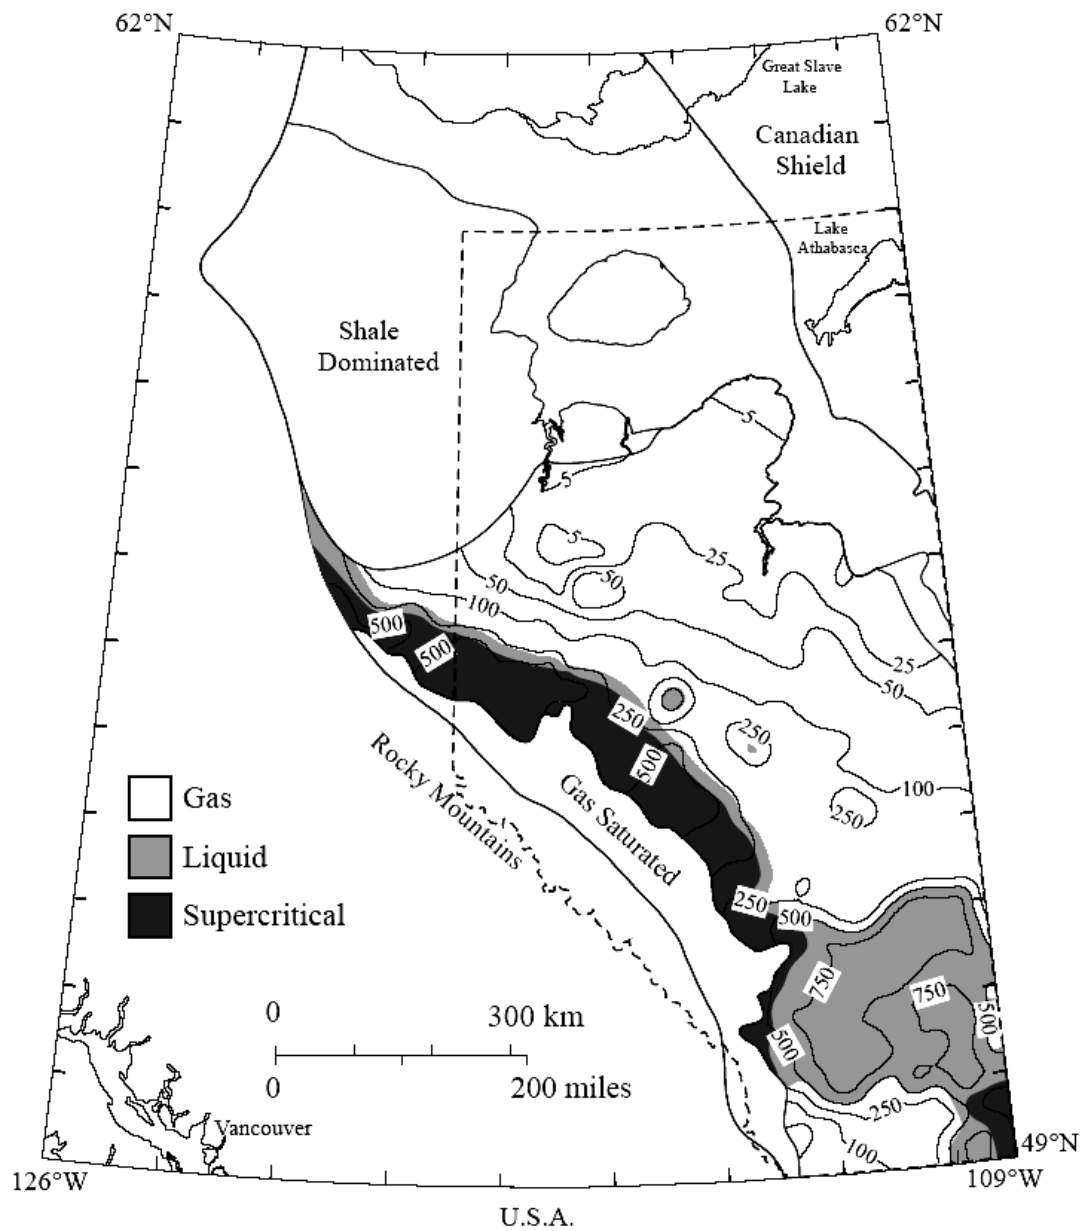 62°N
62°N
Great Slave
Lake
Canadian
Shield
Lake
Athabasca
Shale
Dominated
5
5
5
25
50
50
100
500
500
25
50
250
250
500
100
250
Rocky Mountains
Gas Saturated
Gas
Liquid
Supercritical
250
500
750
750
500
500
0
300 km
0
200 miles
250
100
Vancouver
49°N
126°W
109°W
U.S.A.